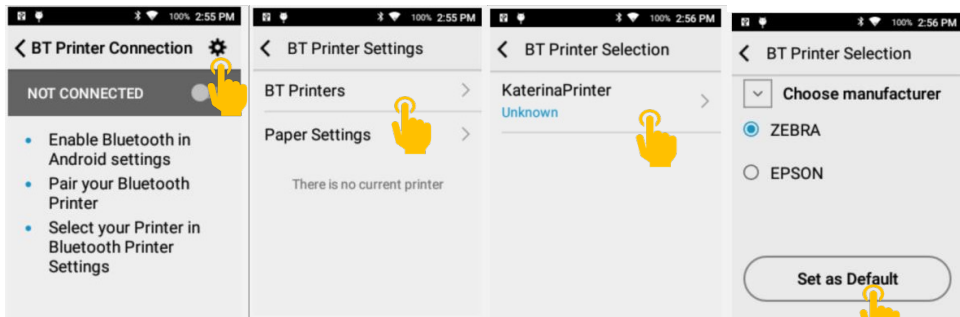 100% 2:55 PM
BT Printer Connection
NOT CONNECTED
• Enable Bluetooth in
Android settings
• Pair your Bluetooth
Printer
• Select your Printer in
Bluetooth Printer
Settings
100% 2:55 PM
BT Printer Settings
BT Printers
Paper Settings
There is no current printer
100% 2:56 PM
BT Printer Selection
KaterinaPrinter
Unknown
100% 2:56 PM
BT Printer Selection
Choose manufacturer
ZEBRA
EPSON
Set as Default